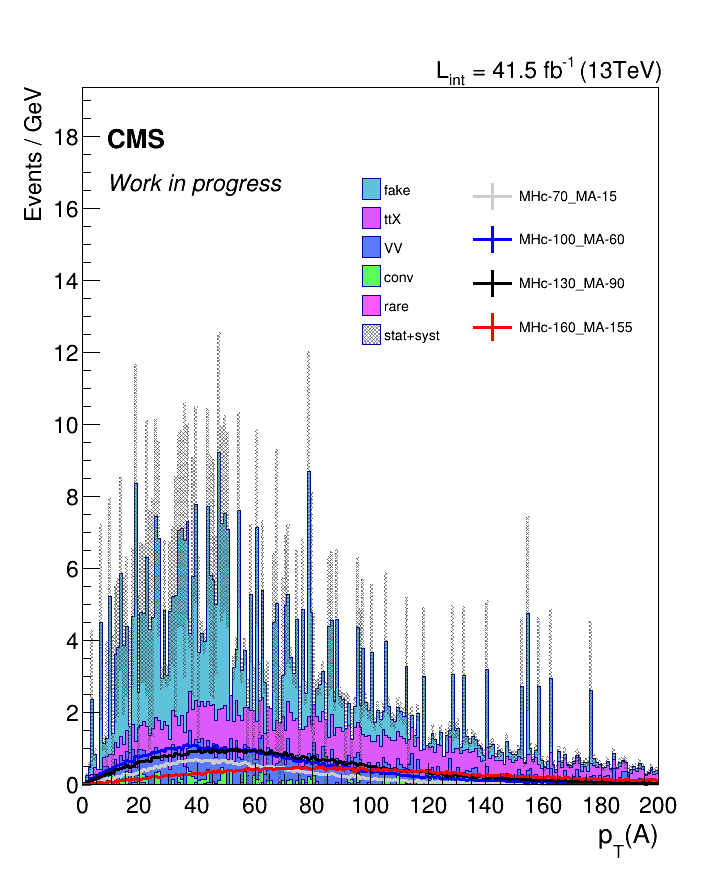 L_int = 41.5 fb^-1 (13TeV)
Events / GeV
CMS
Work in progress
fake
ttX
VV
conv
rare
stat+syst
MHc-70_MA-15
MHc-100_MA-60
MHc-130_MA-90
MHc-160_MA-155
18
16
14
12
10
8
6
4
2
0
0 20 40 60 80 100 120 140 160 180 200
p_T(A)